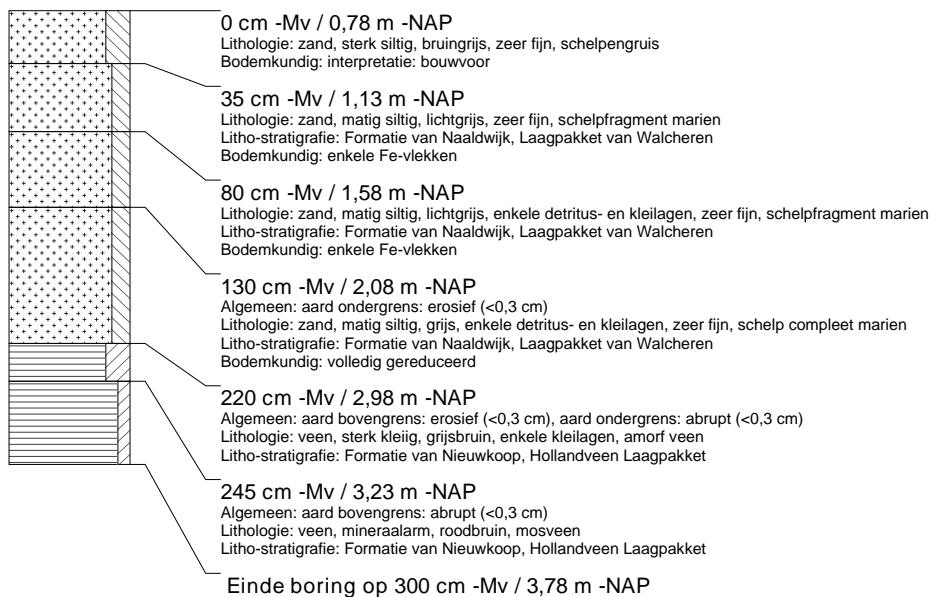 0 cm -Mv / 0,78 m -NAP
Lithologie: zand, sterk siltig, bruingrijs, zeer fijn, schelpengruis
Bodemkundig: interpretatie: bouwvoor
35 cm -Mv / 1,13 m -NAP
Lithologie: zand, matig siltig, lichtgrijs, zeer fijn, schelpfragment marien
Litho-stratigrafie: Formatie van Naaldwijk, Laagpakket van Walcheren
Bodemkundig: enkele Fe-vlekken
80 cm -Mv / 1,58 m -NAP
Lithologie: zand, matig siltig, lichtgrijs, enkele detritus- en kleilagen, zeer fijn, schelpfragment marien
Litho-stratigrafie: Formatie van Naaldwijk, Laagpakket van Walcheren
Bodemkundig: enkele Fe-vlekken
130 cm -Mv / 2,08 m -NAP
Algemeen: aard ondergrens: erosief (<0,3 cm)
Lithologie: zand, matig siltig, grijs, enkele detritus- en kleilagen, zeer fijn, schelp compleet marien
Litho-stratigrafie: Formatie van Naaldwijk, Laagpakket van Walcheren
Bodemkundig: volledig gereduceerd
220 cm -Mv / 2,98 m -NAP
Algemeen: aard bovengrens: erosief (<0,3 cm), aard ondergrens: abrupt (<0,3 cm)
Lithologie: veen, sterk kleiig, grijsbruin, enkele kleilagen, amorf veen
Litho-stratigrafie: Formatie van Nieuwkoop, Hollandveen Laagpakket
245 cm -Mv / 3,23 m -NAP
Algemeen: aard bovengrens: abrupt (<0,3 cm)
Lithologie: veen, mineraalarm, roodbruin, mosveen
Litho-stratigrafie: Formatie van Nieuwkoop, Hollandveen Laagpakket
Einde boring op 300 cm -Mv / 3,78 m -NAP